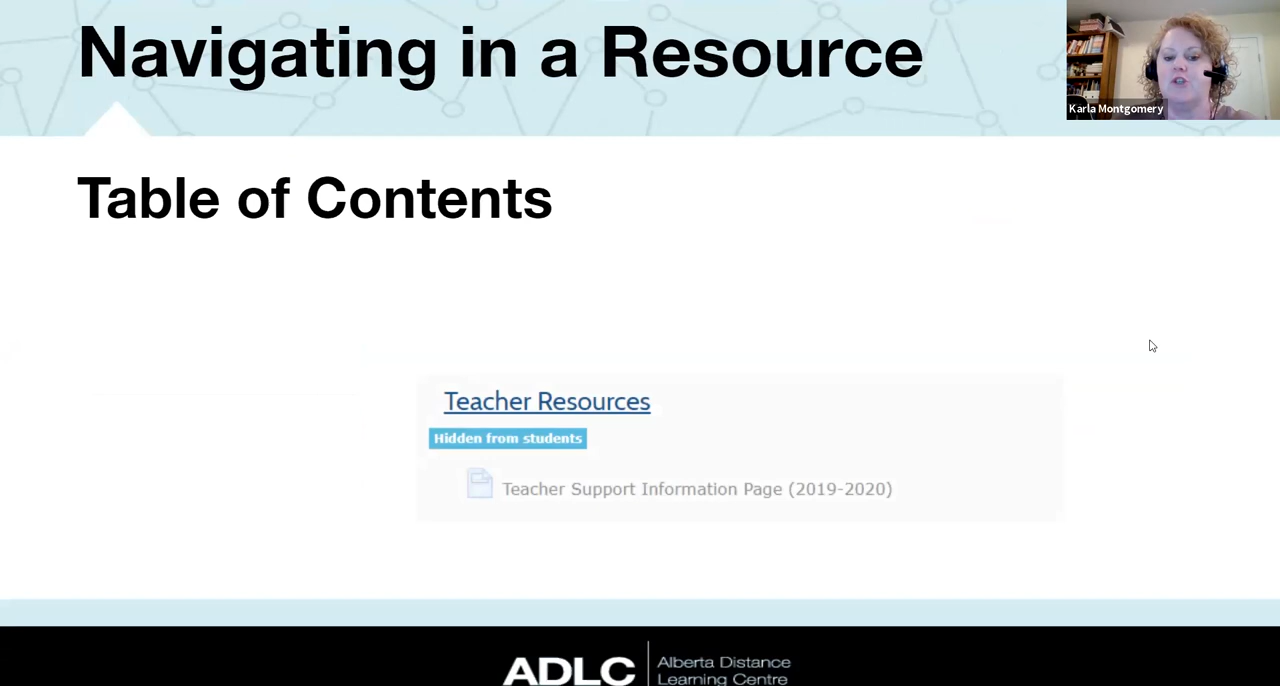 Navigating in a Resource
Karla Montgomery
Table of Contents
Teacher Resources
Hidden from students
Teacher Support Information Page (2019-2020)
ADLC
Alberta Distance
Learning Centre